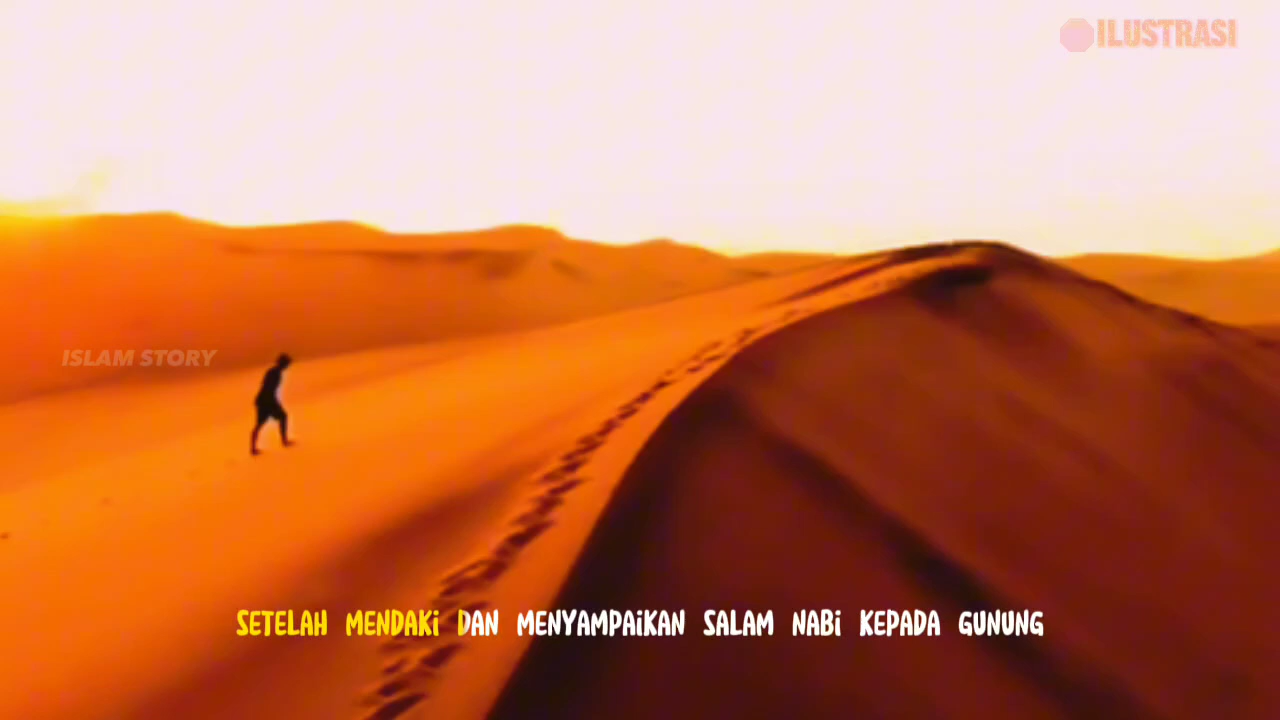 ILUSTRASI
ISLAM STORY
SETELAH MENDAKI DAN MENYAMPAIKAN SALAM NABI KEPADA GUNUNG